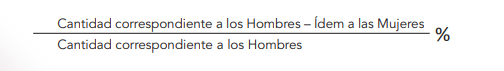 Cantidad correspondiente a los Hombres – Ídem a las Mujeres
%
Cantidad correspondiente a los Hombres